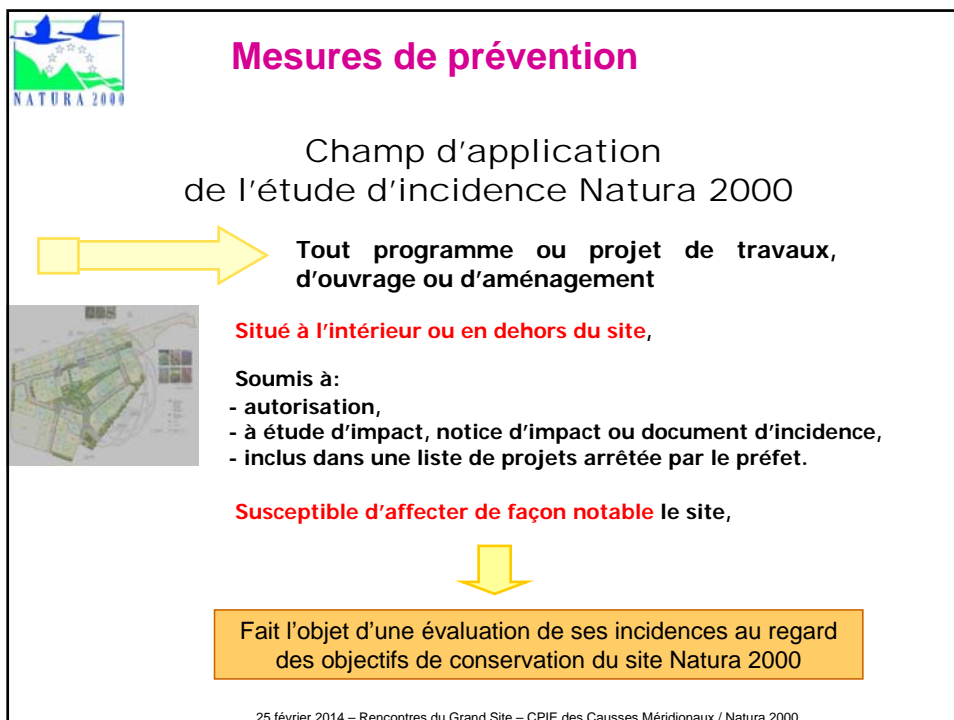 NATURA 2000
Mesures de prévention
Champ d'application
de l'étude d'incidence Natura 2000
Tout programme ou projet de travaux,
d'ouvrage ou d'aménagement
Situé à l'intérieur ou en dehors du site,
Soumis à:
- autorisation,
- à étude d'impact, notice d'impact ou document d'incidence,
- inclus dans une liste de projets arrêtée par le préfet.
Susceptible d'affecter de façon notable le site,
Fait l'objet d'une évaluation de ses incidences au regard
des objectifs de conservation du site Natura 2000
25 février 2014 – Rencontres du Grand Site – CPIE des Causses Méridionaux / Natura 2000